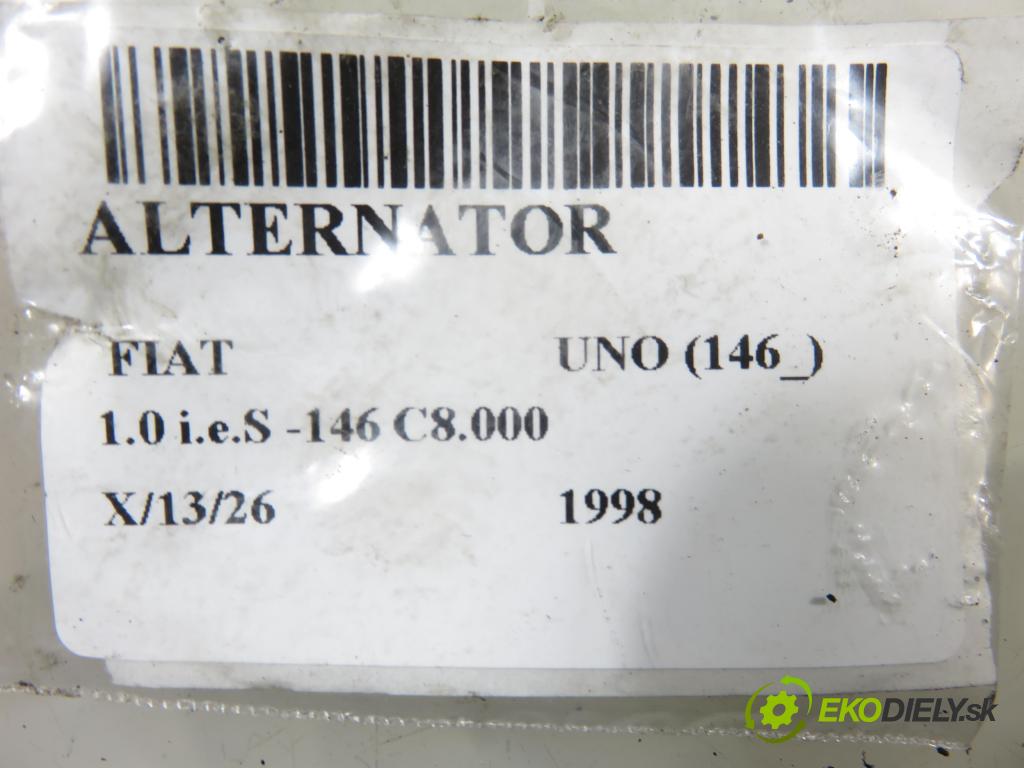 ALTERNATOR
FIAT UNO (146_)
1.0 i.e.S -146 C8.000
X/13/26 1998
EKODIELY.sk